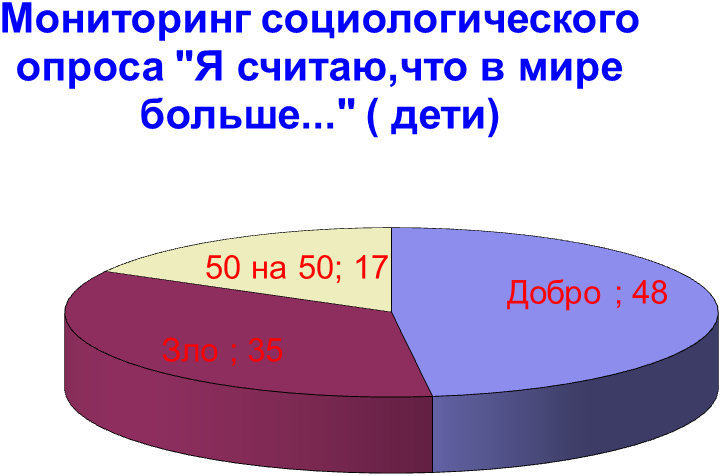 Мониторинг социологического
опроса "Я считаю,что в мире
больше..." ( дети)
50 на 50; 17
Добро ; 48
Зло ; 35